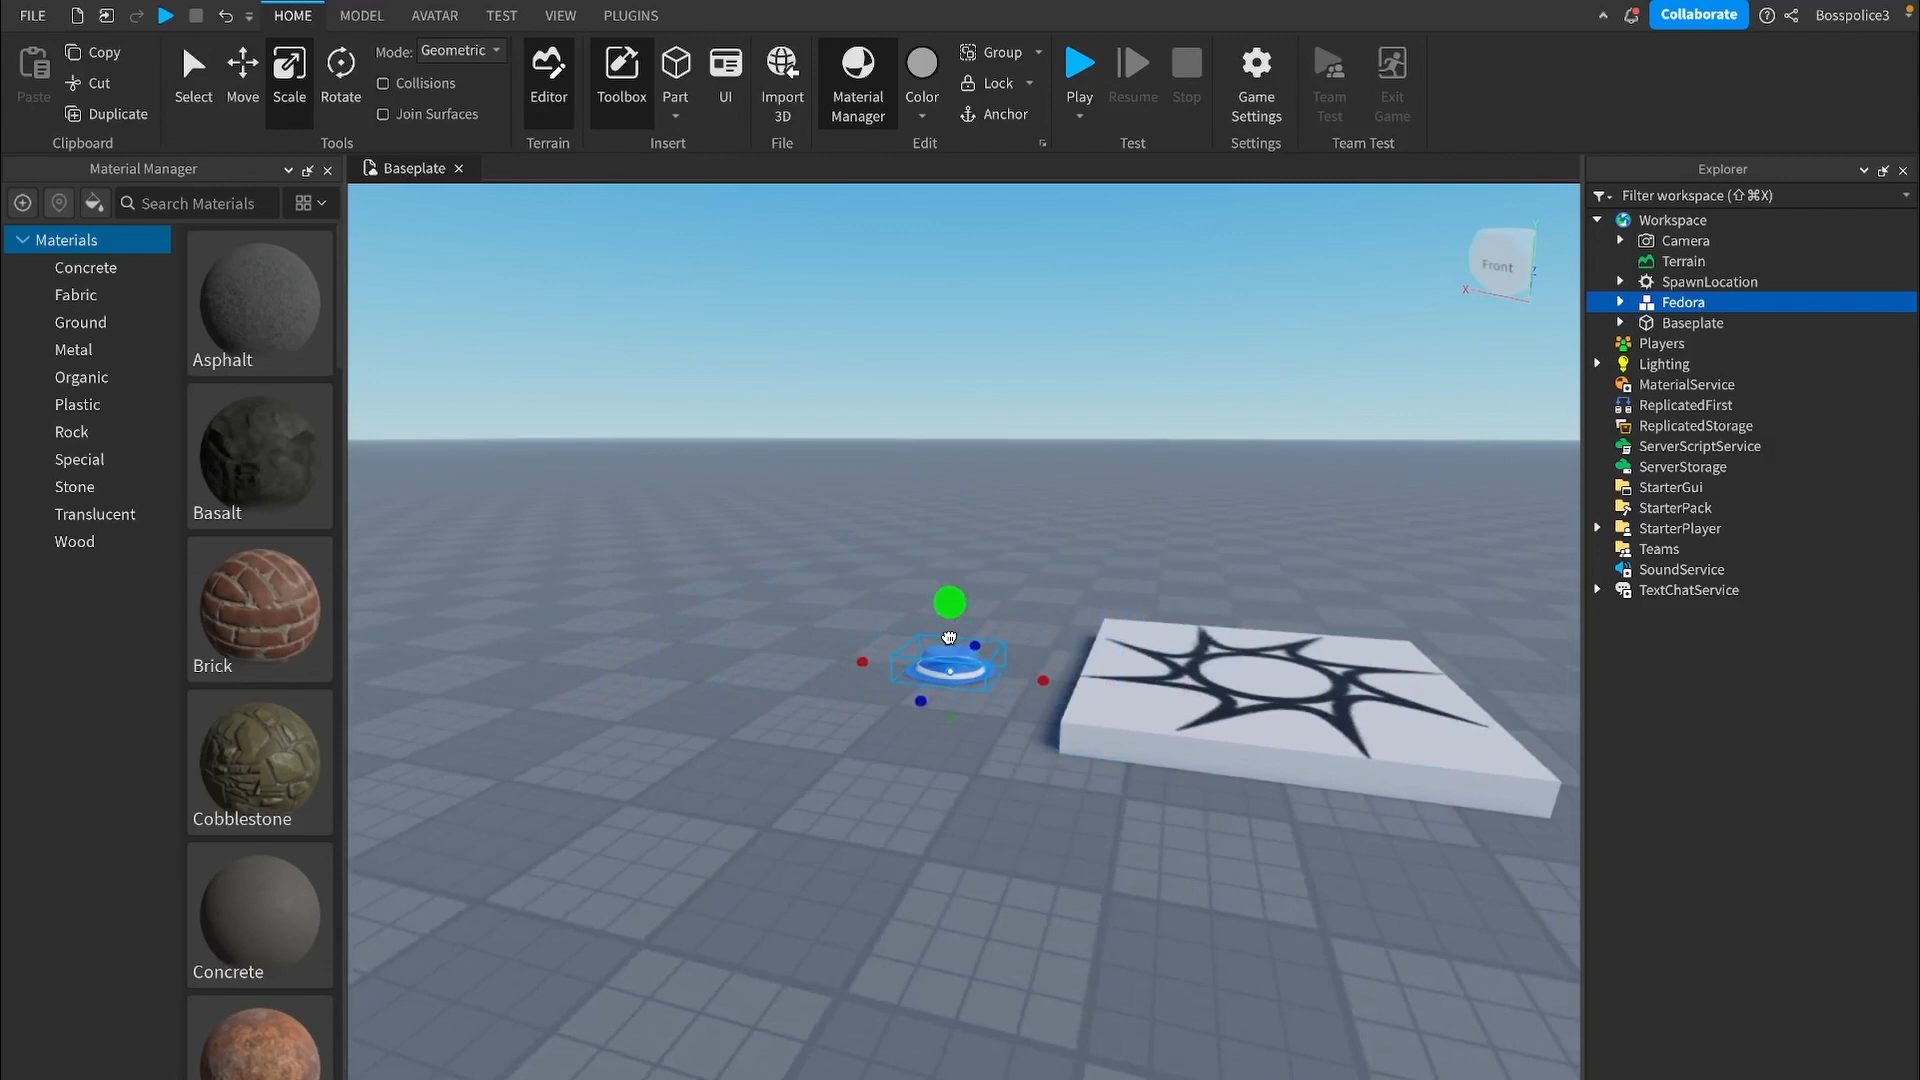 FILE
HOME
MODEL
AVATAR
TEST
VIEW
PLUGINS
Collaborate
Bosspolice3
Paste
Copy
Cut
Duplicate
Clipboard
Select
Move
Scale
Rotate
Mode: Geometric
Collisions
Join Surfaces
Tools
Editor
Terrain
Toolbox
Part
UI
Insert
Import
3D
File
Material
Manager
Color
Group
Lock
Anchor
Edit
Play
Resume
Stop
Test
Game
Settings
Settings
Team
Test
Exit
Game
Team Test
Material Manager
Search Materials
Materials
Concrete
Fabric
Ground
Metal
Organic
Plastic
Rock
Special
Stone
Translucent
Wood
Asphalt
Basalt
Brick
Cobblestone
Concrete
Baseplate
Front
X
Y
Z
Explorer
Filter workspace (⇧⌘X)
Workspace
Camera
Terrain
SpawnLocation
Fedora
Baseplate
Players
Lighting
MaterialService
ReplicatedFirst
ReplicatedStorage
ServerScriptService
ServerStorage
StarterGui
StarterPack
StarterPlayer
Teams
SoundService
TextChatService